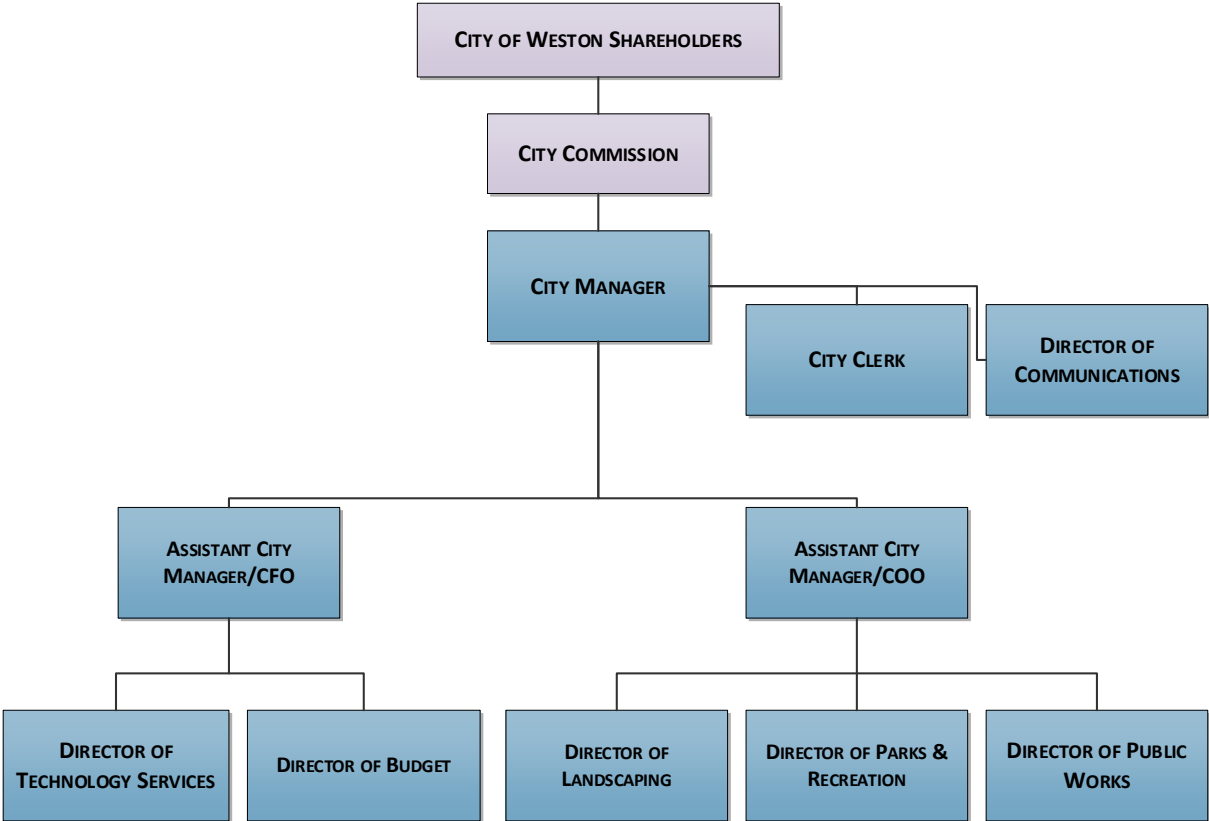 CITY OF WESTON SHAREHOLDERS
CITY COMMISSION
CITY MANAGER
CITY CLERK
DIRECTOR OF
COMMUNICATIONS
ASSISTANT CITY
MANAGER/CFO
ASSISTANT CITY
MANAGER/COO
DIRECTOR OF
TECHNOLOGY SERVICES
DIRECTOR OF BUDGET
DIRECTOR OF
LANDSCAPING
DIRECTOR OF PARKS &
RECREATION
DIRECTOR OF PUBLIC
WORKS